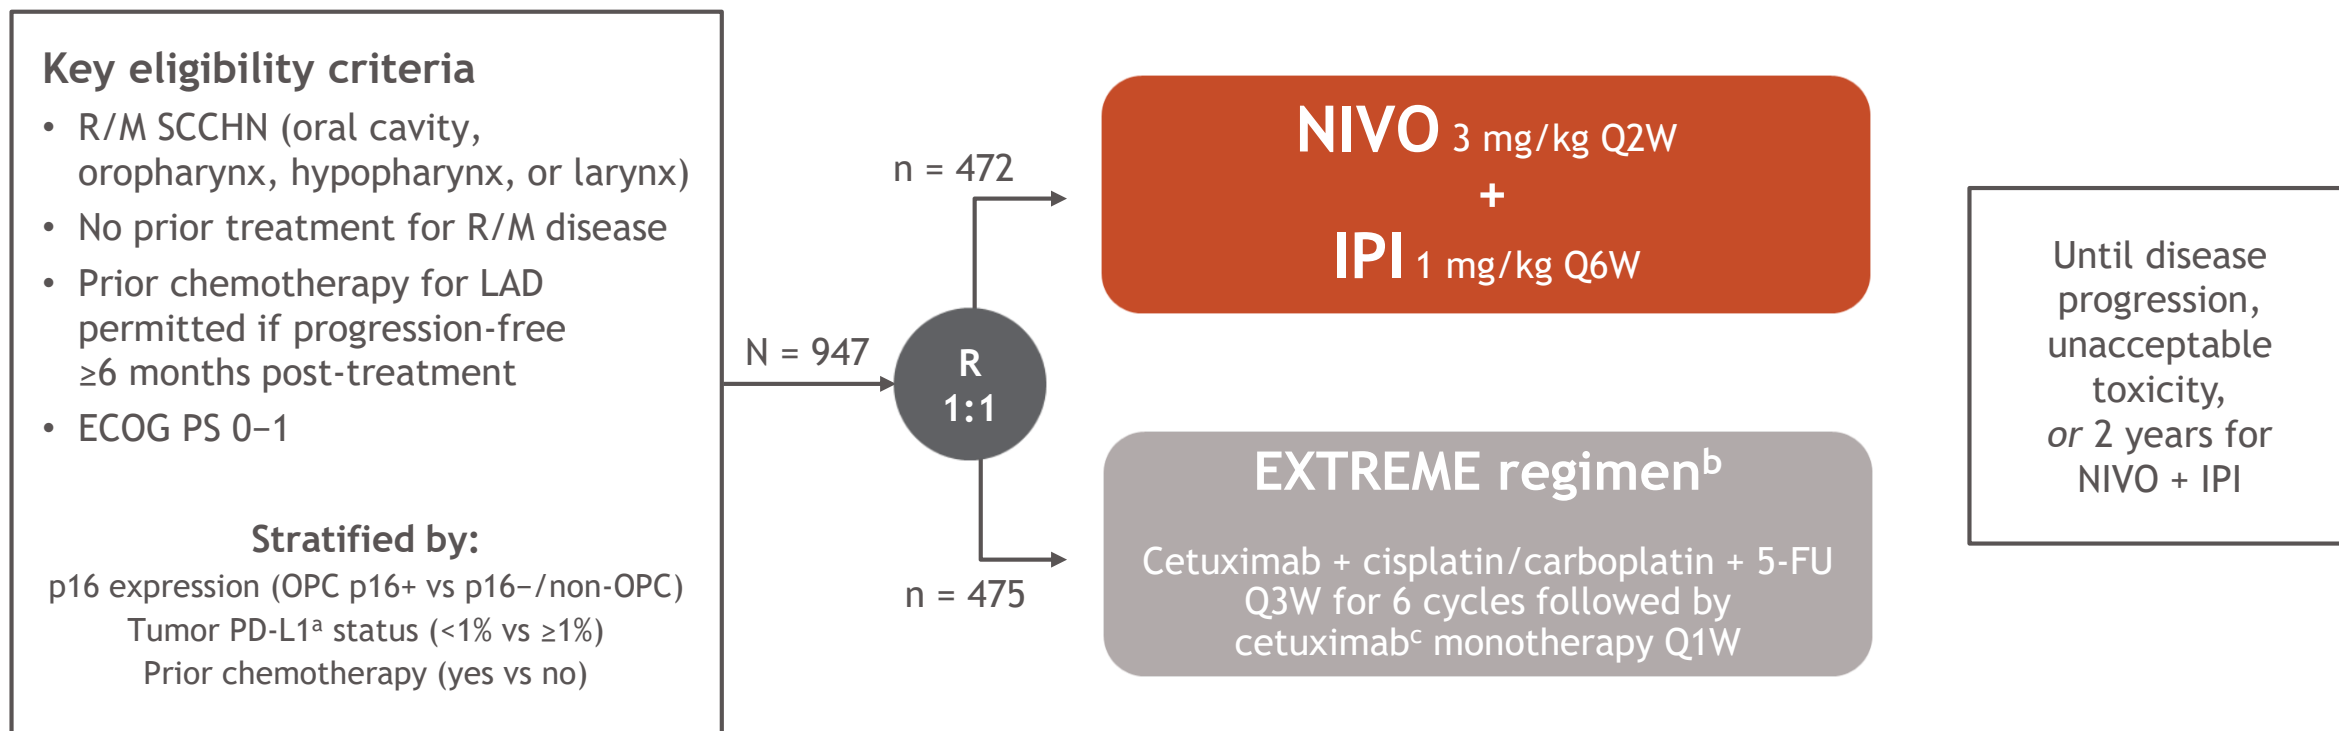 Key eligibility criteria
• R/M SCCHN (oral cavity,
oropharynx, hypopharynx, or larynx)
• No prior treatment for R/M disease
• Prior chemotherapy for LAD
permitted if progression-free
≥6 months post-treatment
• ECOG PS 0–1
Stratified by:
p16 expression (OPC p16+ vs p16–/non-OPC)
Tumor PD-L1ᵃ status (<1% vs ≥1%)
Prior chemotherapy (yes vs no)
N = 947
R
1:1
n = 472
n = 475
NIVO 3 mg/kg Q2W
+
IPI 1 mg/kg Q6W
EXTREME regimenᵇ
Cetuximab + cisplatin/carboplatin + 5-FU
Q3W for 6 cycles followed by
cetuximabᶜ monotherapy Q1W
Until disease
progression,
unacceptable
toxicity,
or 2 years for
NIVO + IPI